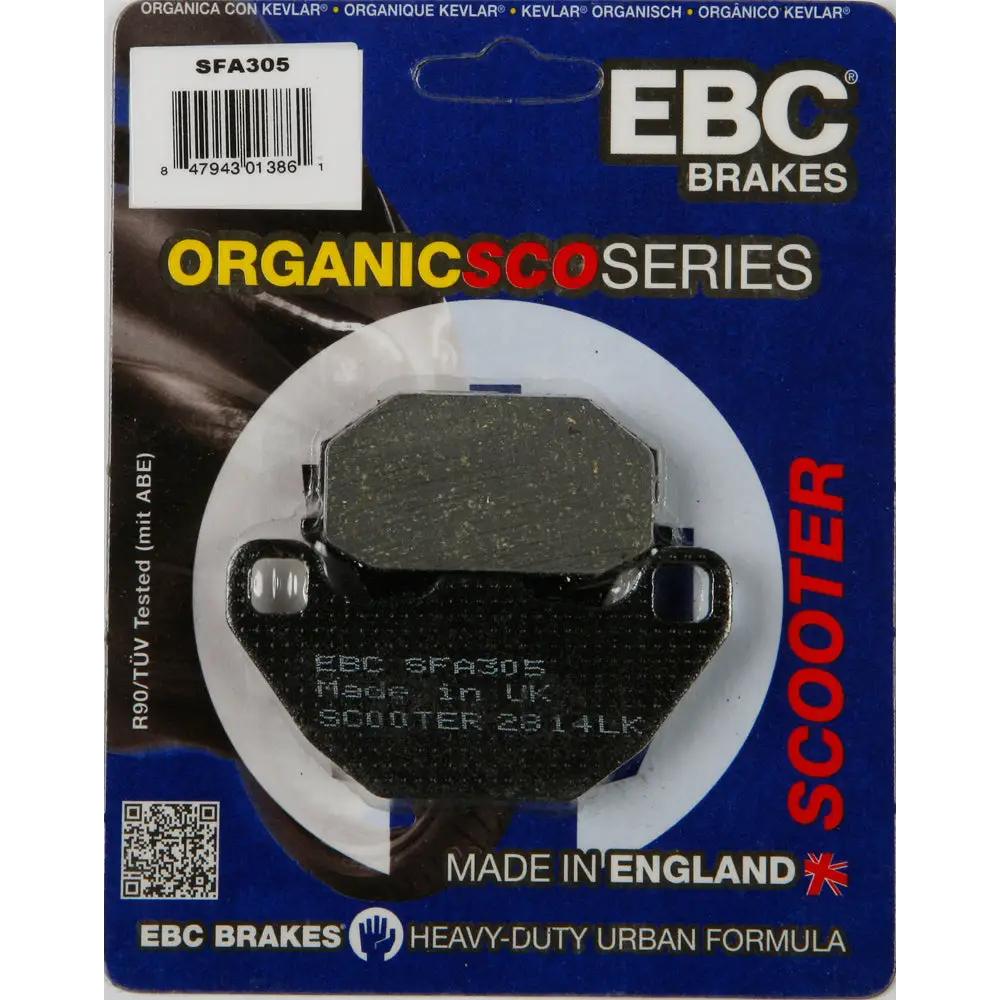 ORGANICA CON KEVLAR® • ORGANIQUE KEVLAR® • KEVLAR® ORGANISCH • ORGÂNICO KEVLAR®
SFA305
8 47943 01386 1
EBC®
BRAKES
ORGANICSCOSERIES
R90/TÜV Tested (mit ABE)
SCOOTER
EBC SFA305
Made in UK
SCOOTER 2814LK
MADE IN ENGLAND
EBC BRAKES® HEAVY-DUTY URBAN FORMULA